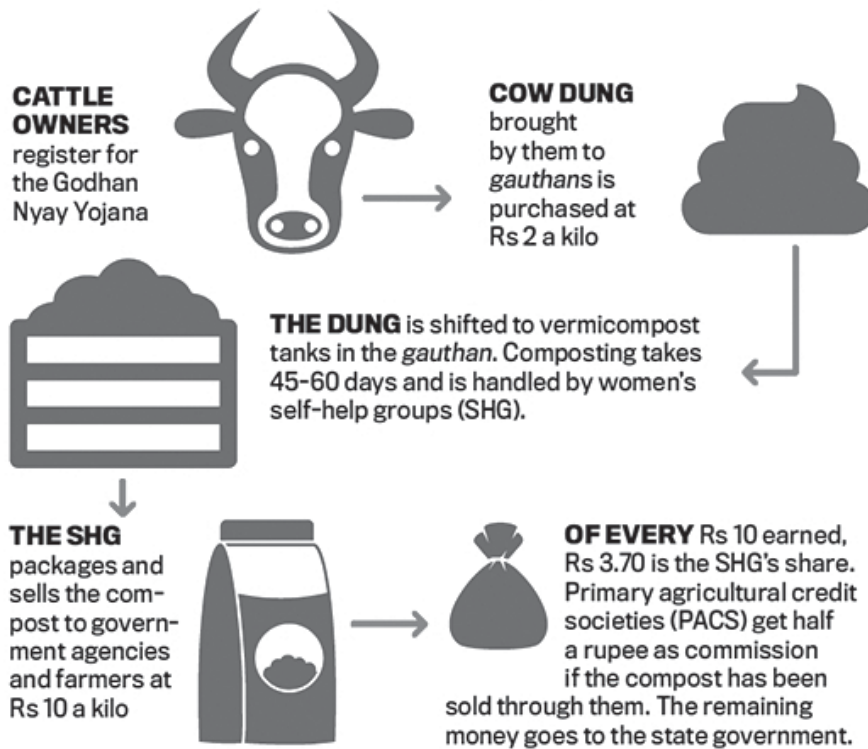 CATTLE
OWNERS
register for
the Godhan
Nyay Yojana
COW DUNG
brought
by them to
gauthans is
purchased at
Rs 2 a kilo
THE DUNG is shifted to vermicompost
tanks in the gauthan. Composting takes
45-60 days and is handled by women's
self-help groups (SHG).
THE SHG
packages and
sells the com-
post to govern-
ment agencies
and farmers at
Rs 10 a kilo
OF EVERY Rs 10 earned,
Rs 3.70 is the SHG's share.
Primary agricultural credit
societies (PACS) get half
a rupee as commission
if the compost has been
sold through them. The remaining
money goes to the state government.